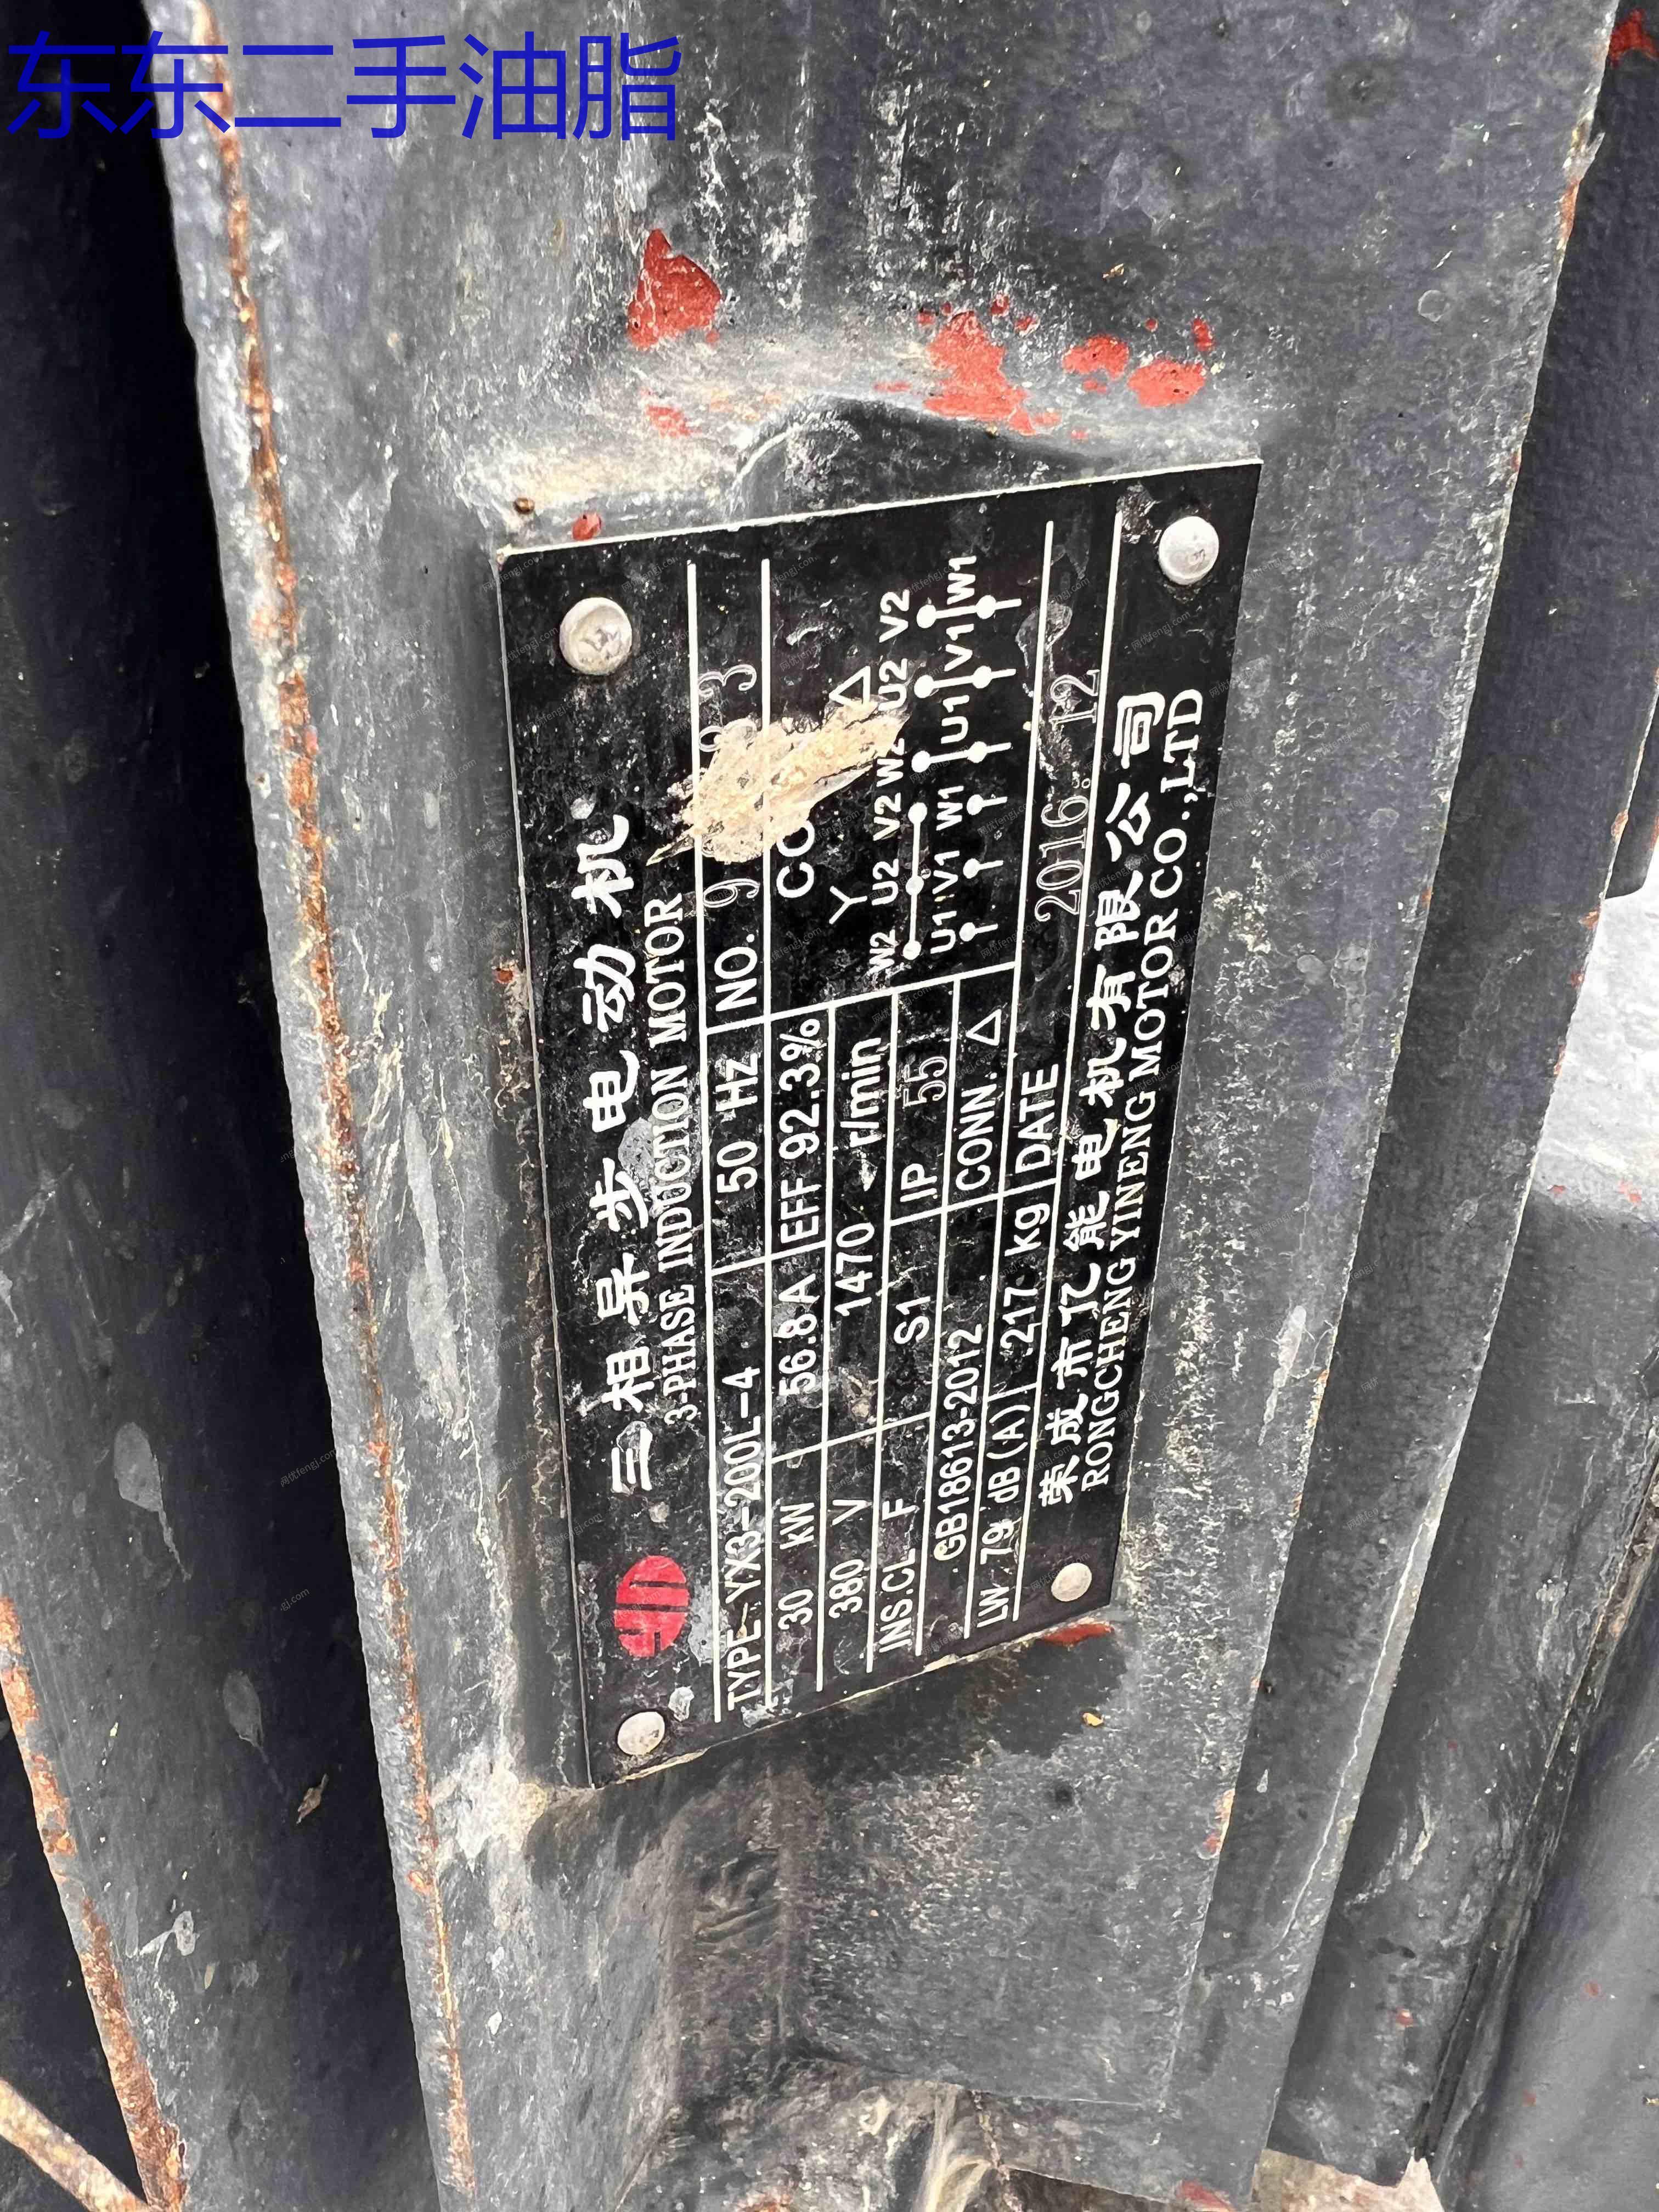 东东二手油脂
三相异步电动机
3-PHASE INDUCTION MOTOR
TYPE YX3-200L-4 50 Hz NO. 9 3
30 kW 56.8 A EFF 92.3%
380 V 1470 r/min
Y △
INS.CL F S1 IP 55
W2 U2 V2 W2 U2 V2
U1 V1 W1 U1 V1 W1
GB18613-2012 CONN. △
LW 79 dB(A) 217 kg DATE 2016.12
荣成市亿能电机有限公司
RONGCHENG YINENG MOTOR CO.,LTD